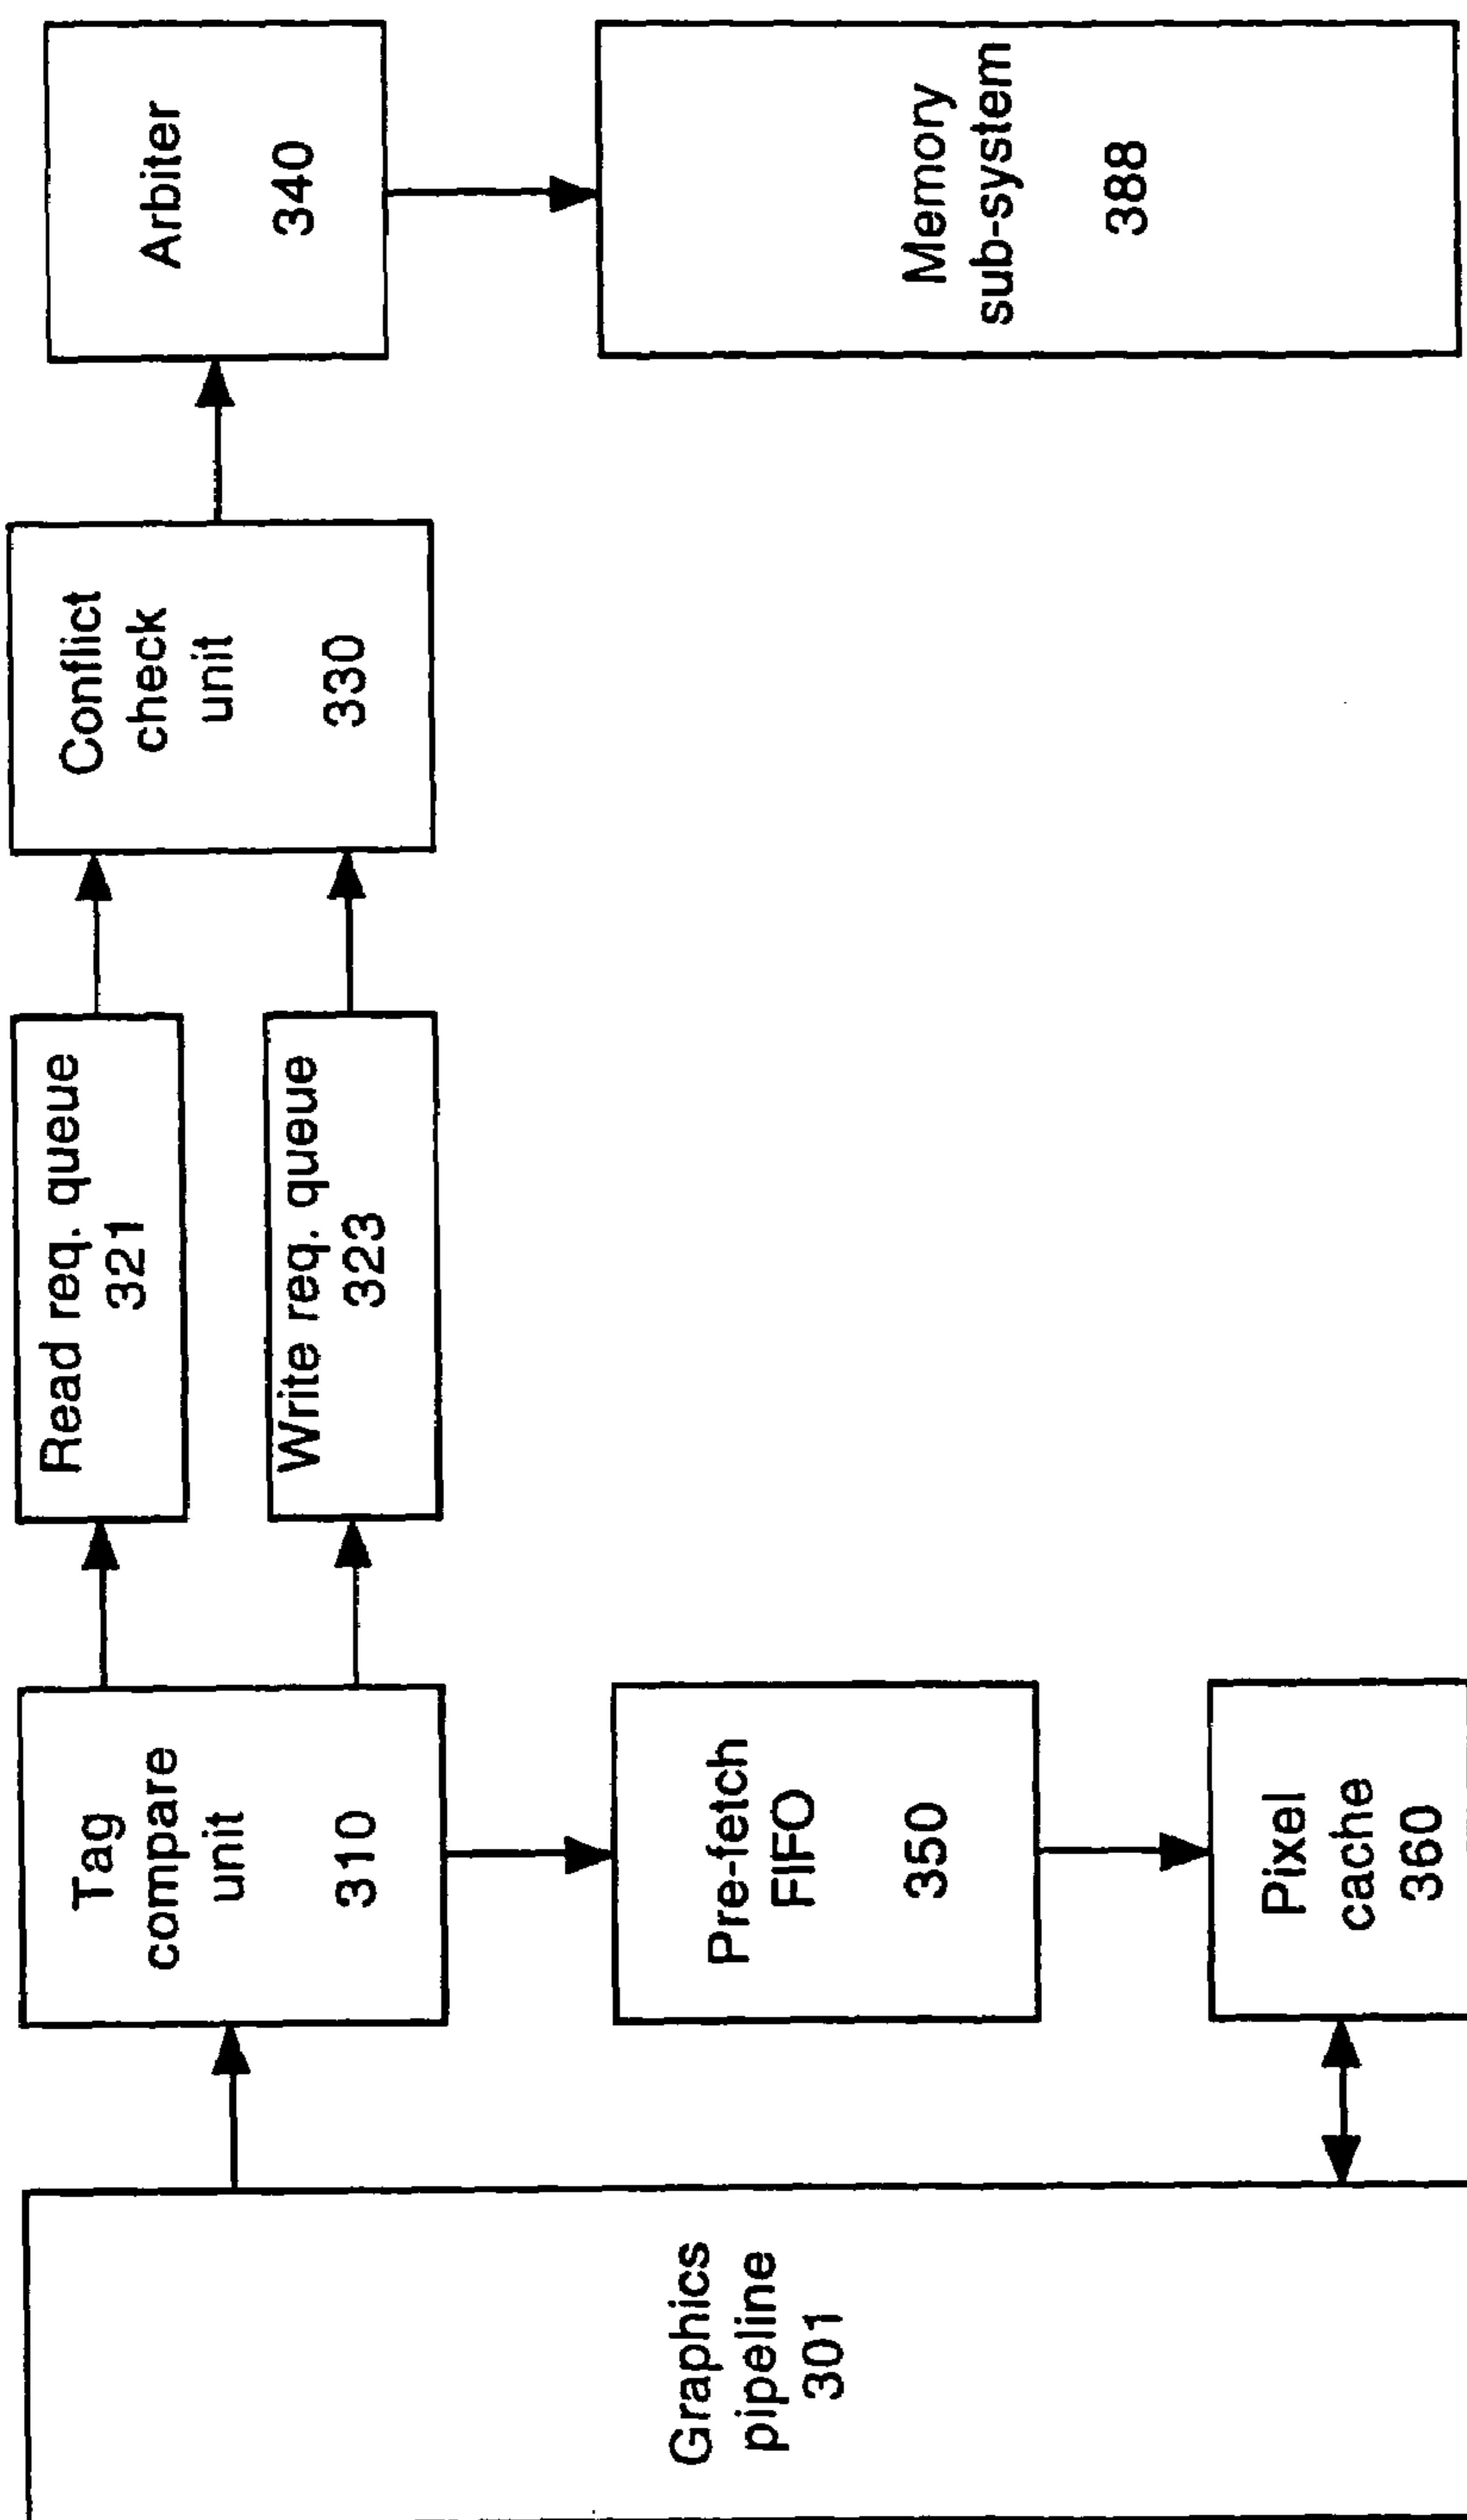 Graphics
pipeline
301
Tag
compare
unit
310
Pre-fetch
FIFO
350
Pixel
cache
360
Read req. queue
321
Write req. queue
323
Conflict
check
unit
330
Arbiter
340
Memory
sub-system
388